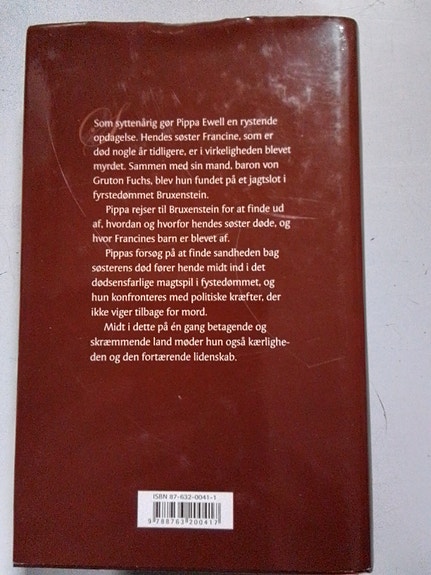 Som syttenårig gør Pippa Ewell en rystende
opdagelse. Hendes søster Francine, som er
død nogle år tidligere, er i virkeligheden blevet
myrdet. Sammen med sin mand, baron von
Gruton Fuchs, blev hun fundet på et jagtslot i
fyrstedømmet Bruxenstein.
Pippa rejser til Bruxenstein for at finde ud
af, hvordan og hvorfor hendes søster døde, og
hvor Francines barn er blevet af.
Pippas forsøg på at finde sandheden bag
søsterens død fører hende midt ind i det
dødsensfarlige magtspil i fystedømmet, og
hun konfronteres med politiske kræfter, der
ikke viger tilbage for mord.
Midt i dette på én gang betagende og
skræmmende land møder hun også kærlighe-
den og den fortærende lidenskab.
ISBN 87-632-0041-1
9 788763 200417